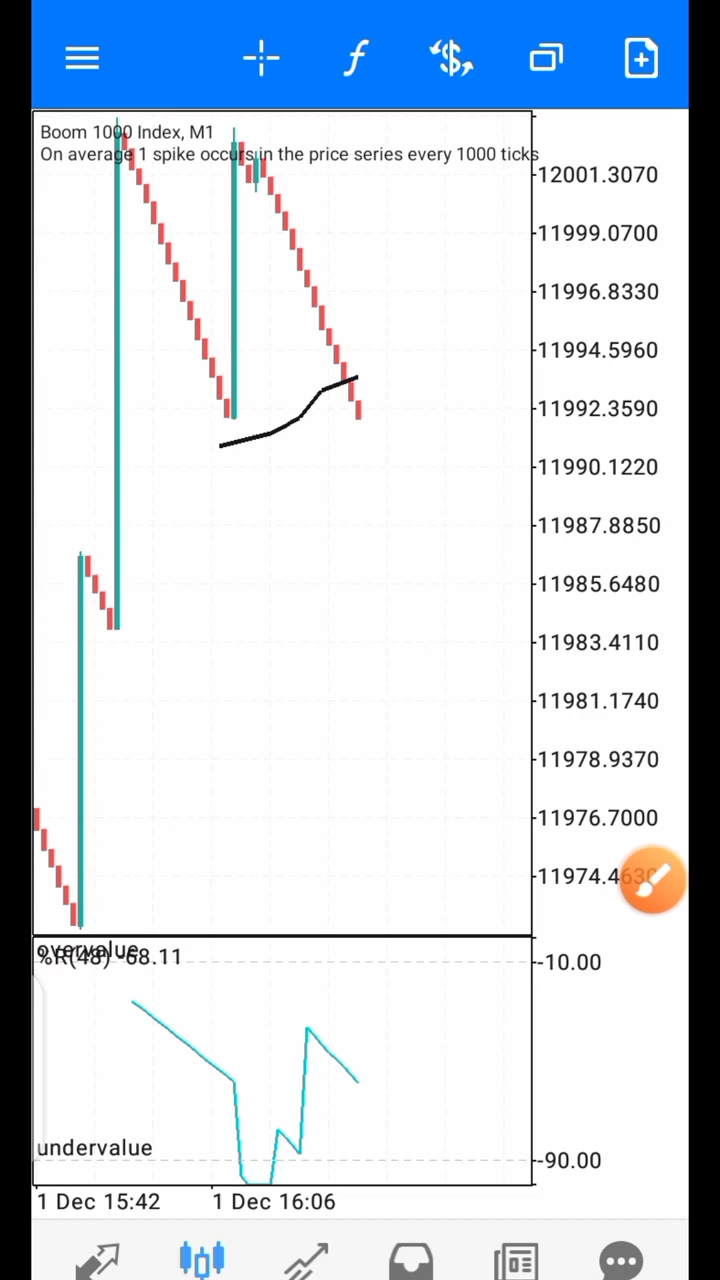 Boom 1000 Index, M1
On average 1 spike occurs in the price series every 1000 ticks
12001.3070
11999.0700
11996.8330
11994.5960
11992.3590
11990.1220
11987.8850
11985.6480
11983.4110
11981.1740
11978.9370
11976.7000
11974.4630
overvalue
%R(48) -68.11
-10.00
undervalue
-90.00
1 Dec 15:42
1 Dec 16:06